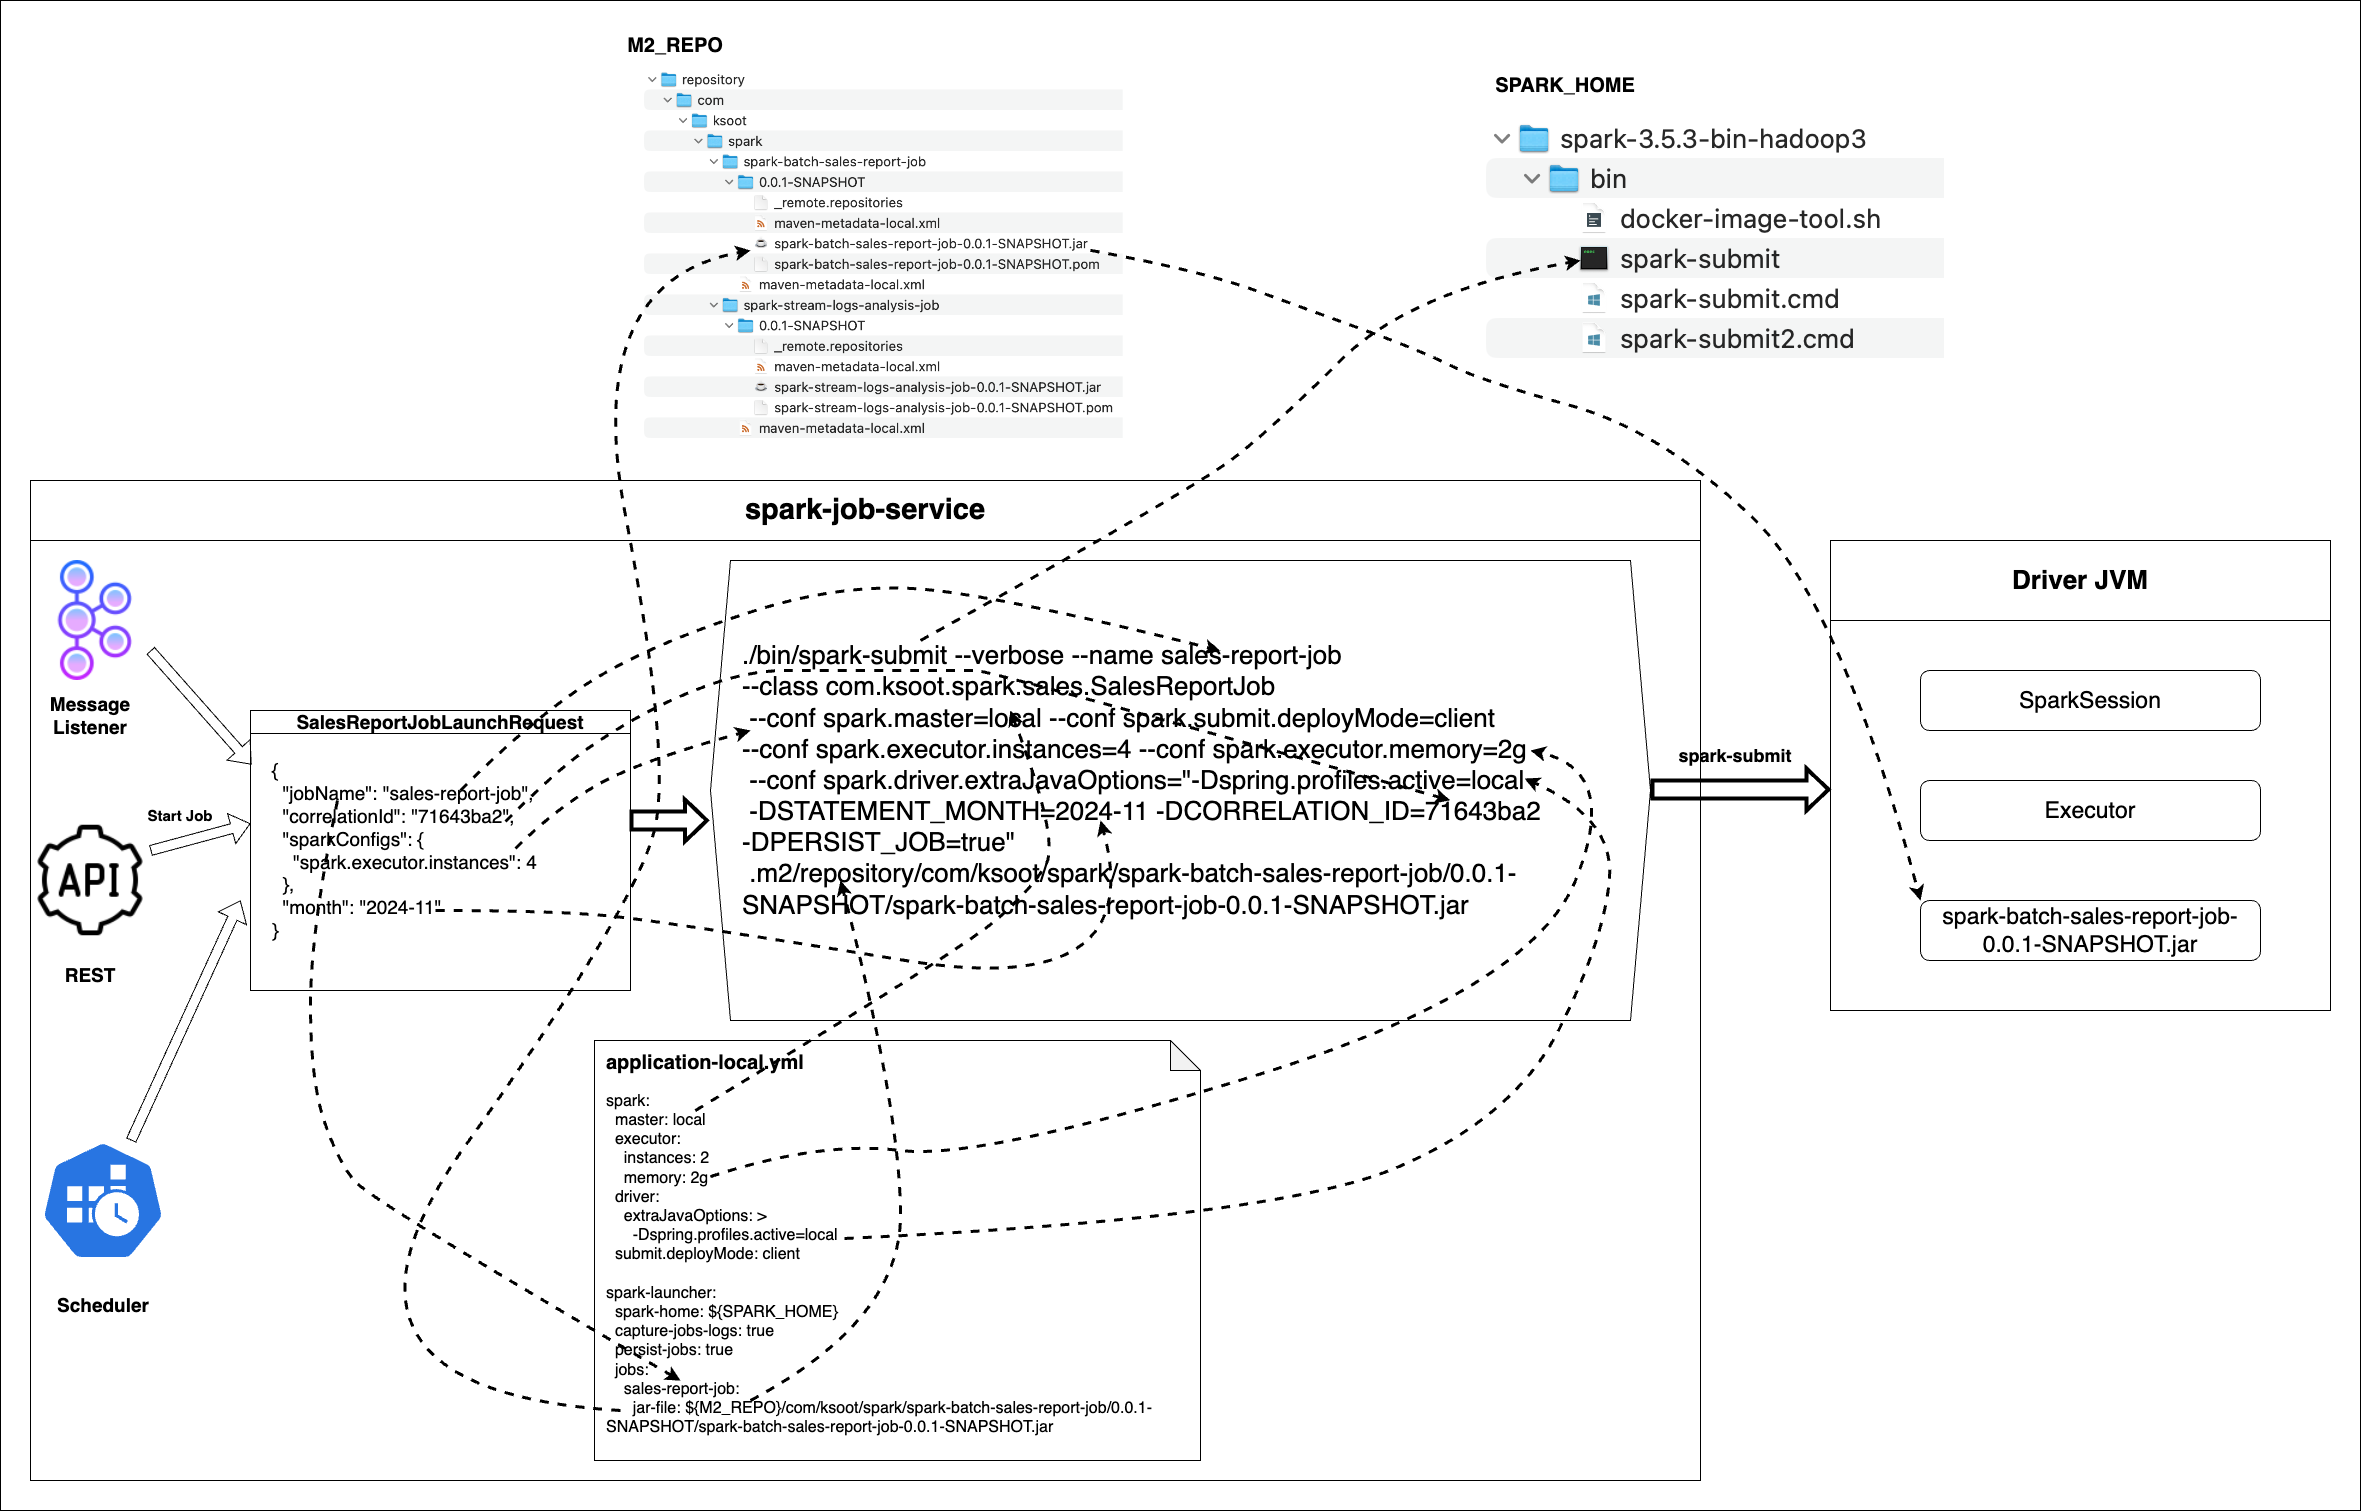 M2_REPO
repository
com
ksoot
spark
spark-batch-sales-report-job
0.0.1-SNAPSHOT
_remote.repositories
maven-metadata-local.xml
spark-batch-sales-report-job-0.0.1-SNAPSHOT.jar
spark-batch-sales-report-job-0.0.1-SNAPSHOT.pom
maven-metadata-local.xml
spark-stream-logs-analysis-job
0.0.1-SNAPSHOT
_remote.repositories
maven-metadata-local.xml
spark-stream-logs-analysis-job-0.0.1-SNAPSHOT.jar
spark-stream-logs-analysis-job-0.0.1-SNAPSHOT.pom
maven-metadata-local.xml
SPARK_HOME
spark-3.5.3-bin-hadoop3
bin
docker-image-tool.sh
spark-submit
spark-submit.cmd
spark-submit2.cmd
spark-job-service
Message
Listener
Start Job
API
REST
Scheduler
SalesReportJobLaunchRequest
{
"jobName": "sales-report-job",
"correlationId": "71643ba2",
"sparkConfigs": {
"spark.executor.instances": 4
},
"month": "2024-11"
}
./bin/spark-submit --verbose --name sales-report-job
--class com.ksoot.spark.sales.SalesReportJob
--conf spark.master=local --conf spark.submit.deployMode=client
--conf spark.executor.instances=4 --conf spark.executor.memory=2g
--conf spark.driver.extraJavaOptions="-Dspring.profiles.active=local
-DSTATEMENT_MONTH=2024-11 -DCORRELATION_ID=71643ba2
-DPERSIST_JOB=true"
.m2/repository/com/ksoot/spark/spark-batch-sales-report-job/0.0.1-
SNAPSHOT/spark-batch-sales-report-job-0.0.1-SNAPSHOT.jar
application-local.yml
spark:
master: local
executor:
instances: 2
memory: 2g
driver:
extraJavaOptions: >
-Dspring.profiles.active=local
submit.deployMode: client
spark-launcher:
spark-home: ${SPARK_HOME}
capture-jobs-logs: true
persist-jobs: true
jobs:
sales-report-job:
jar-file: ${M2_REPO}/com/ksoot/spark/spark-batch-sales-report-job/0.0.1-
SNAPSHOT/spark-batch-sales-report-job-0.0.1-SNAPSHOT.jar
spark-submit
Driver JVM
SparkSession
Executor
spark-batch-sales-report-job-
0.0.1-SNAPSHOT.jar